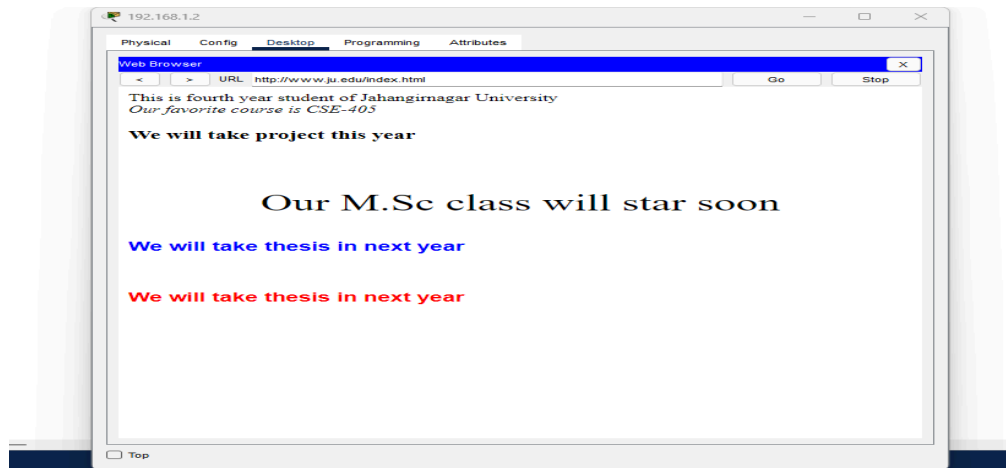 192.168.1.2
Physical Config Desktop Programming Attributes
Web Browser X
< > URL http://www.ju.edu/index.html Go Stop
This is fourth year student of Jahangirnagar University
Our favorite course is CSE-405
We will take project this year
Our M.Sc class will star soon
We will take thesis in next year
We will take thesis in next year
Top